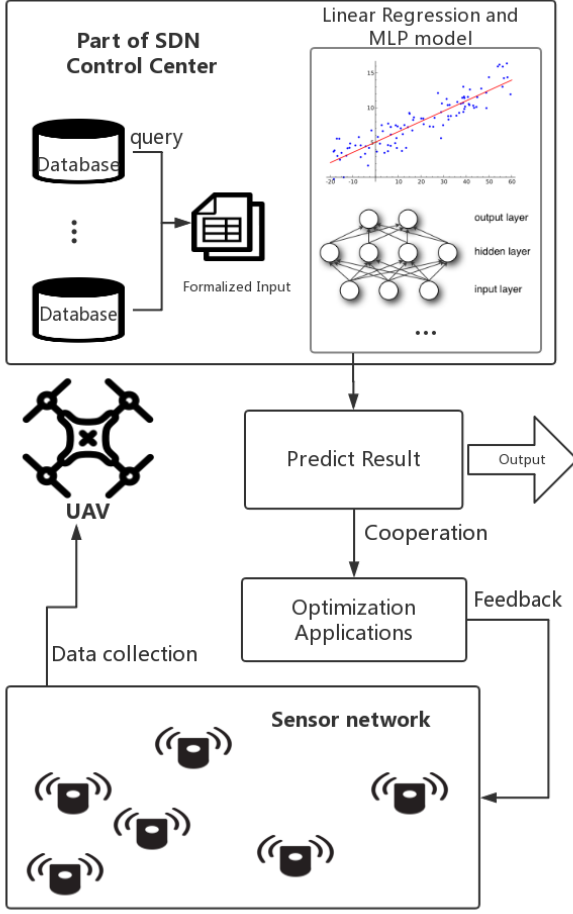 Linear Regression and
MLP model
Part of SDN
Control Center
query
Database
Database
Formalized Input
15
10
5
-20
-10
0
10
20
30
40
50
60
output layer
hidden layer
input layer
...
Predict Result
Output
UAV
Cooperation
Optimization
Applications
Feedback
Data collection
Sensor network